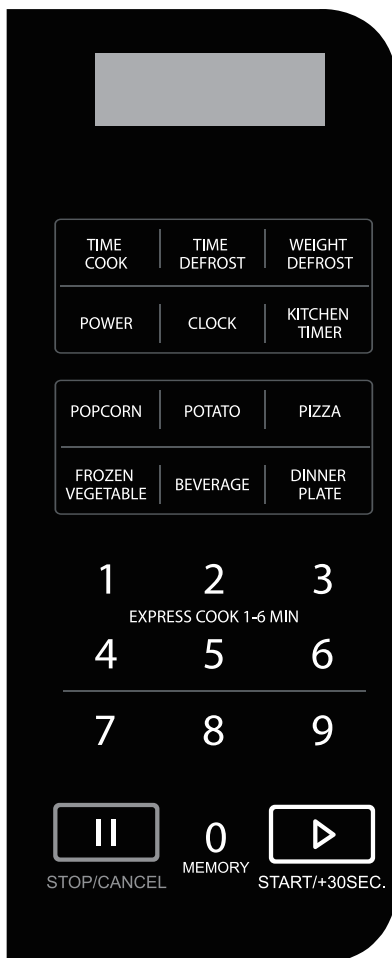 TIME COOK
TIME DEFROST
WEIGHT DEFROST
POWER
CLOCK
KITCHEN TIMER
POPCORN
POTATO
PIZZA
FROZEN VEGETABLE
BEVERAGE
DINNER PLATE
1 2 3
EXPRESS COOK 1-6 MIN
4 5 6
7 8 9
0
MEMORY
STOP/CANCEL
START/+30SEC.